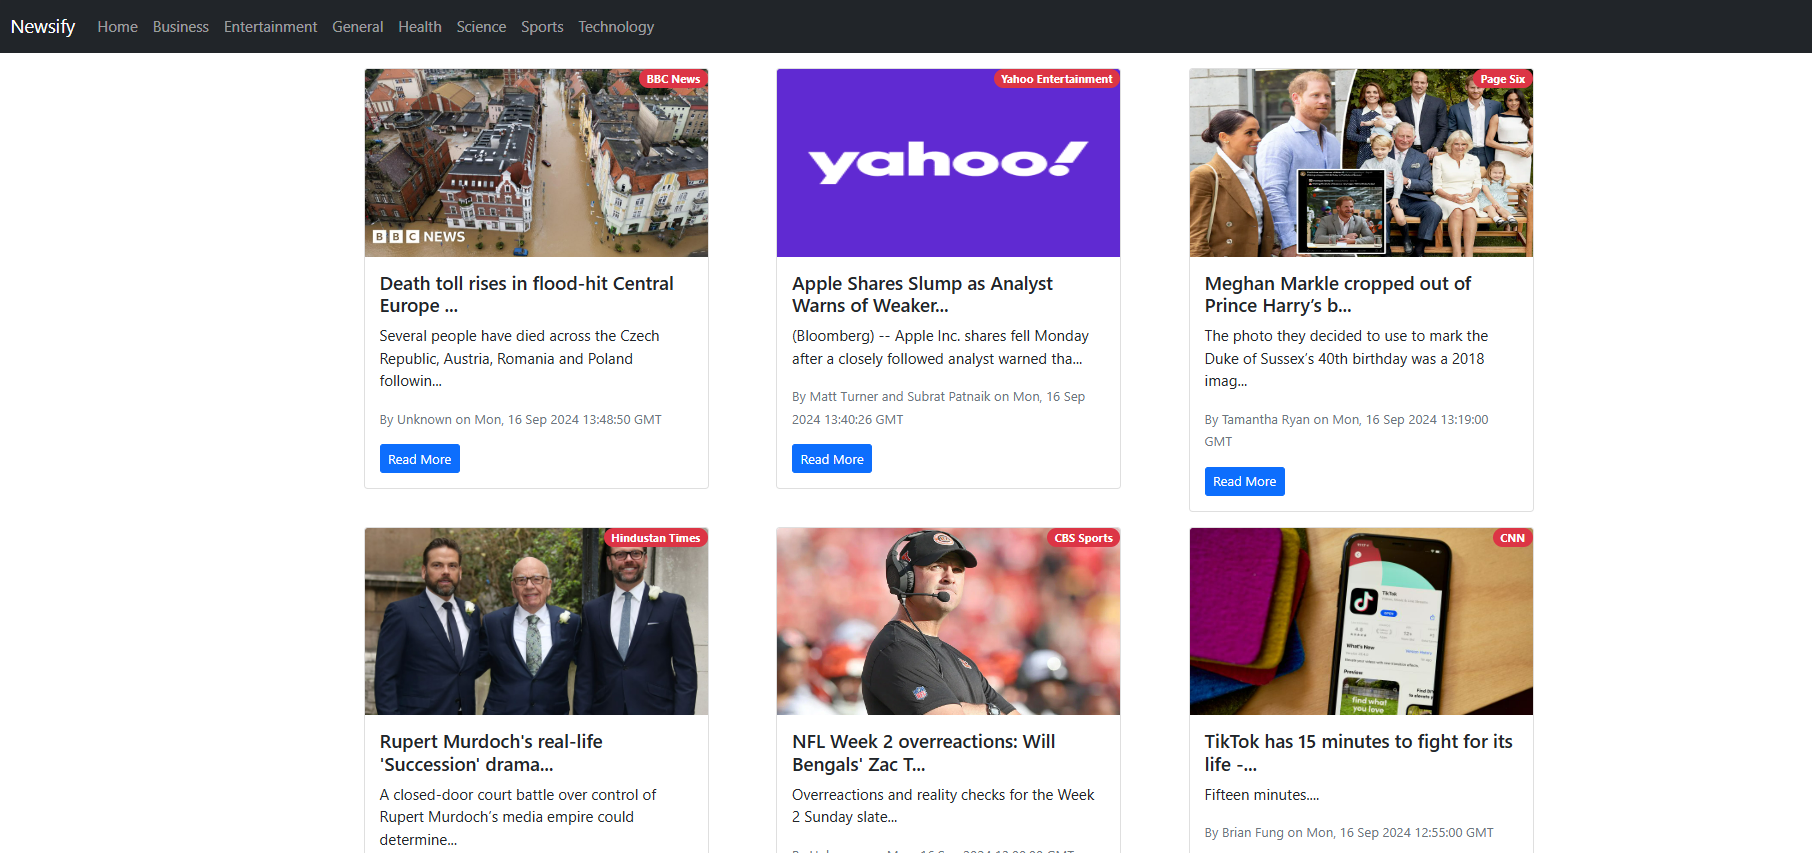 Newsify Home Business Entertainment General Health Science Sports Technology
BBC News
BBC NEWS
Death toll rises in flood-hit Central
Europe ...
Several people have died across the Czech
Republic, Austria, Romania and Poland
followin...
By Unknown on Mon, 16 Sep 2024 13:48:50 GMT
Read More
Yahoo Entertainment
yahoo!
Apple Shares Slump as Analyst
Warns of Weaker...
(Bloomberg) -- Apple Inc. shares fell Monday
after a closely followed analyst warned tha...
By Matt Turner and Subrat Patnaik on Mon, 16 Sep
2024 13:40:26 GMT
Read More
Page Six
Meghan Markle cropped out of
Prince Harry’s b...
The photo they decided to use to mark the
Duke of Sussex’s 40th birthday was a 2018
imag...
By Tamantha Ryan on Mon, 16 Sep 2024 13:19:00
GMT
Read More
Hindustan Times
Rupert Murdoch's real-life
'Succession' drama...
A closed-door court battle over control of
Rupert Murdoch’s media empire could
determine...
CBS Sports
NFL Week 2 overreactions: Will
Bengals' Zac T...
Overreactions and reality checks for the Week
2 Sunday slate...
CNN
TikTok
What's New
Preview
find what
you love
TikTok has 15 minutes to fight for its
life -...
Fifteen minutes....
By Brian Fung on Mon, 16 Sep 2024 12:55:00 GMT